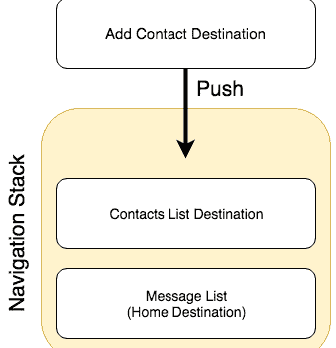 Add Contact Destination
Push
Navigation Stack
Contacts List Destination
Message List
(Home Destination)